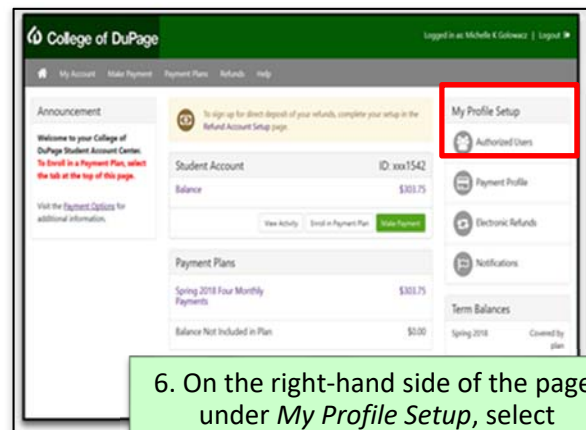 College of DuPage
Logged in as: Michelle K Golowacz | Logout
My Account Make Payment Payment Plans Refunds Help
Announcement
Welcome to your College of
DuPage Student Account Center.
To Enroll in a Payment Plan, select
the tab at the top of this page.
Visit the Payment Options for
additional information.
To sign up for direct deposit of your refunds, complete your setup in the
Refund Account Setup page.
Student Account ID: xxx1542
Balance $303.75
View Activity Enroll in Payment Plan Make Payment
Payment Plans
Spring 2018 Four Monthly $303.75
Payments
Balance Not Included in Plan $0.00
My Profile Setup
Authorized Users
Payment Profile
Electronic Refunds
Notifications
Term Balances
Spring 2018 Covered by
plan
6. On the right-hand side of the page
under My Profile Setup, select